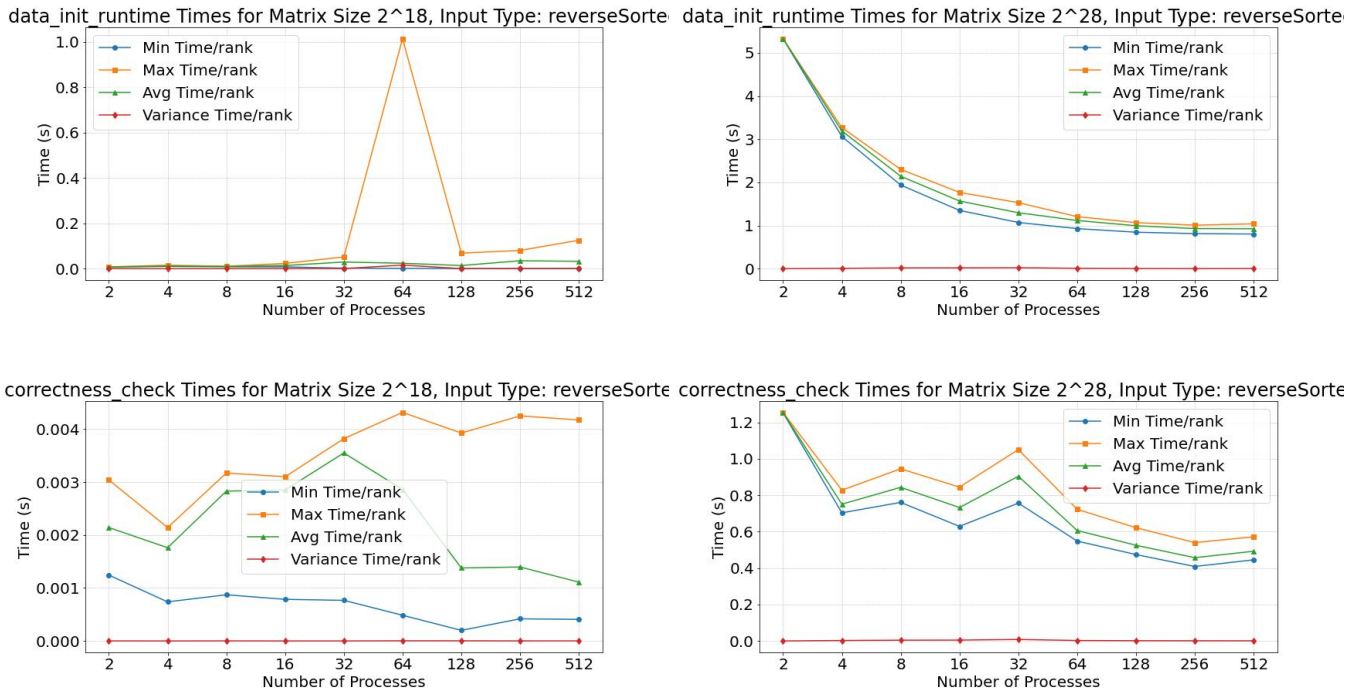 data_init_runtime Times for Matrix Size 2^18, Input Type: reverseSorte
Min Time/rank
Max Time/rank
Avg Time/rank
Variance Time/rank
Time (s)
1.0
0.8
0.6
0.4
0.2
0.0
2 4 8 16 32 64 128 256 512
Number of Processes
data_init_runtime Times for Matrix Size 2^28, Input Type: reverseSorte
Min Time/rank
Max Time/rank
Avg Time/rank
Variance Time/rank
Time (s)
5
4
3
2
1
0
2 4 8 16 32 64 128 256 512
Number of Processes
correctness_check Times for Matrix Size 2^18, Input Type: reverseSorte
Min Time/rank
Max Time/rank
Avg Time/rank
Variance Time/rank
Time (s)
0.004
0.003
0.002
0.001
0.000
2 4 8 16 32 64 128 256 512
Number of Processes
correctness_check Times for Matrix Size 2^28, Input Type: reverseSorte
Min Time/rank
Max Time/rank
Avg Time/rank
Variance Time/rank
Time (s)
1.2
1.0
0.8
0.6
0.4
0.2
0.0
2 4 8 16 32 64 128 256 512
Number of Processes